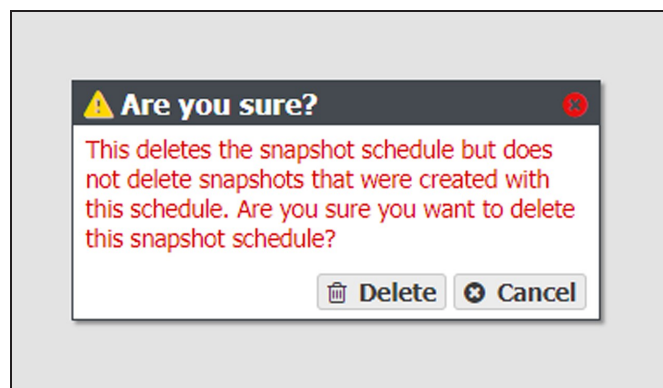 Are you sure?
This deletes the snapshot schedule but does
not delete snapshots that were created with
this schedule. Are you sure you want to delete
this snapshot schedule?
Delete
Cancel